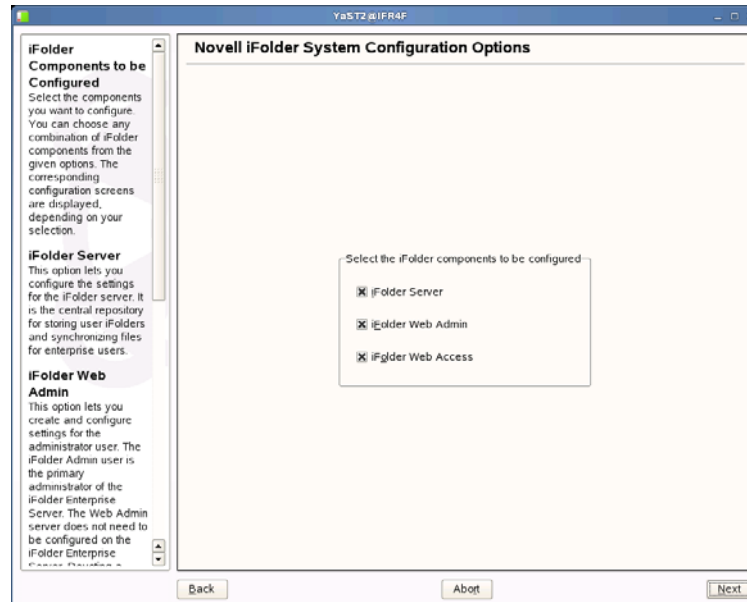 YaST2@IFR4F
iFolder
Components to be
Configured
Select the components
you want to configure.
You can choose any
combination of iFolder
components from the
given options. The
corresponding
configuration screens
are displayed,
depending on your
selection.
iFolder Server
This option lets you
configure the settings
for the iFolder server. It
is the central repository
for storing user iFolders
and synchronizing files
for enterprise users.
iFolder Web
Admin
This option lets you
create and configure
settings for the
administrator user. The
iFolder Admin user is
the primary
administrator of the
iFolder Enterprise
Server. The Web Admin
server does not need to
be configured on the
iFolder Enterprise
Novell iFolder System Configuration Options
Select the iFolder components to be configured
iFolder Server
iFolder Web Admin
iFolder Web Access
Back
Abort
Next